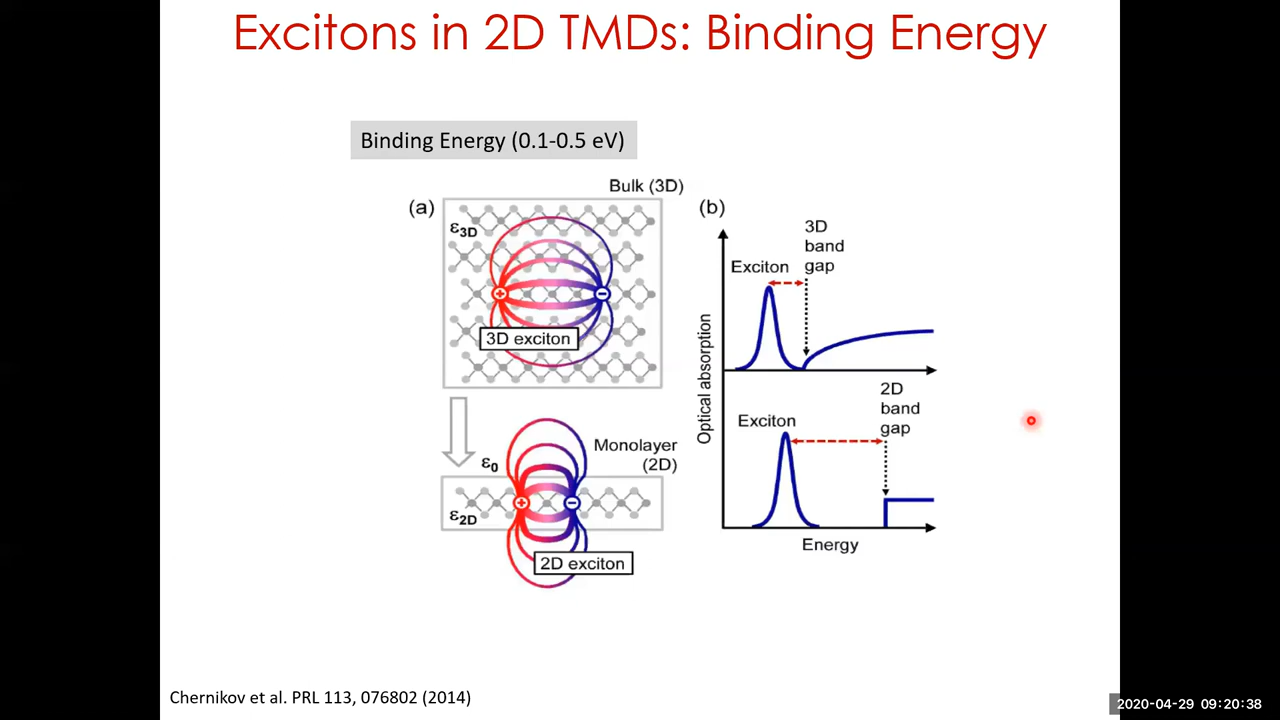 Excitons in 2D TMDs: Binding Energy
Binding Energy (0.1-0.5 eV)
Bulk (3D)
(a)
ε3D
+
−
3D exciton
ε0
Monolayer
(2D)
ε2D
+
−
2D exciton
(b)
3D
band
gap
Exciton
Optical absorption
2D
band
gap
Exciton
Energy
Chernikov et al. PRL 113, 076802 (2014)
2020-04-29 09:20:38